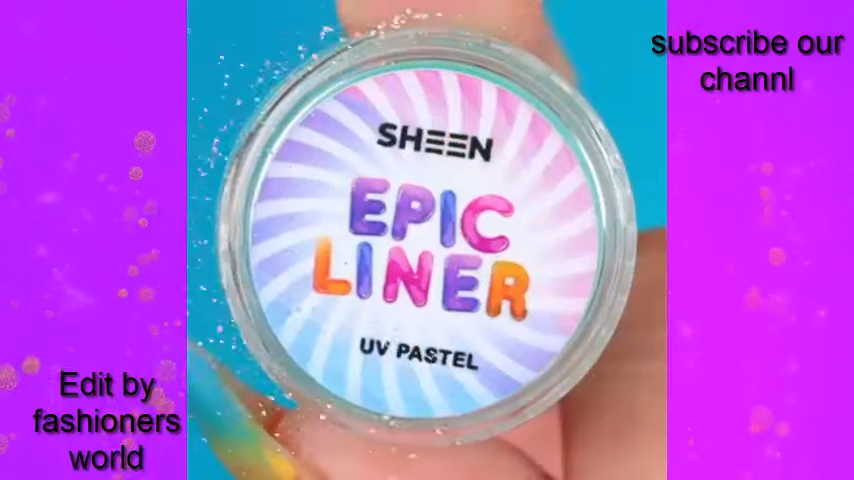 subscribe our
channl
SHEEN
EPIC
LINER
UV PASTEL
Edit by
fashioners
world